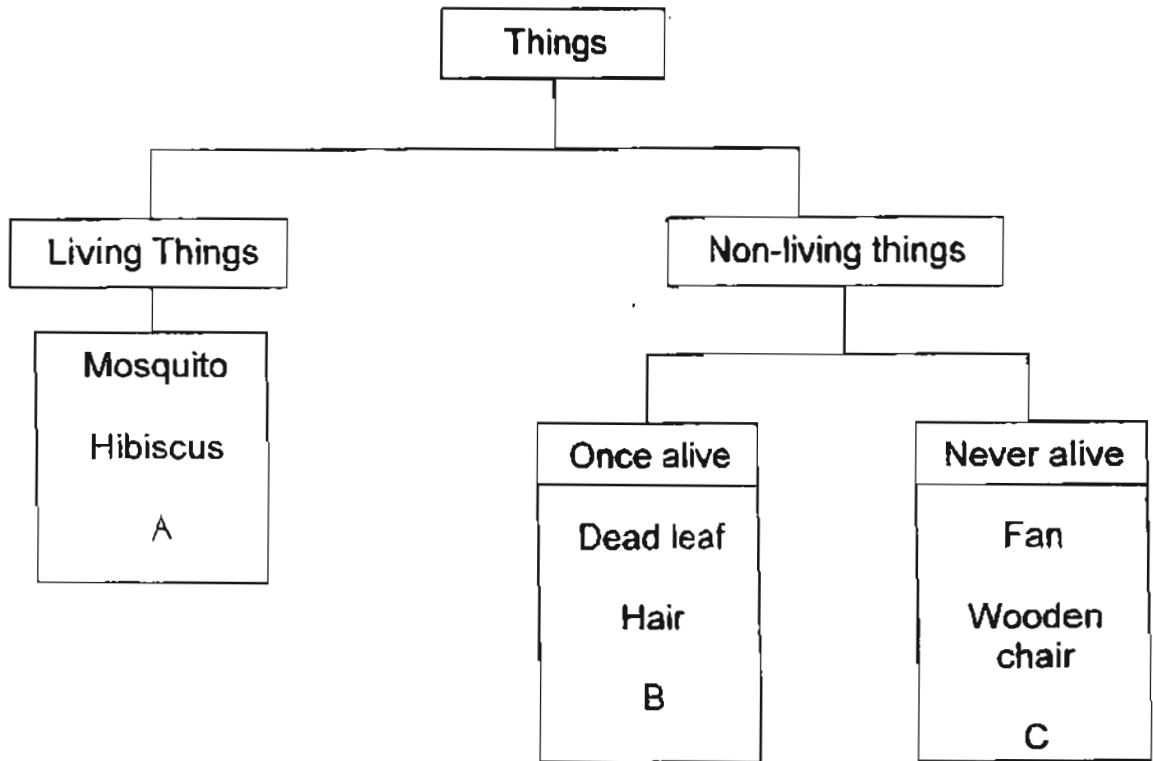 Things
Living Things
Non-living things
Mosquito
Hibiscus
A
Once alive
Dead leaf
Hair
B
Never alive
Fan
Wooden
chair
C